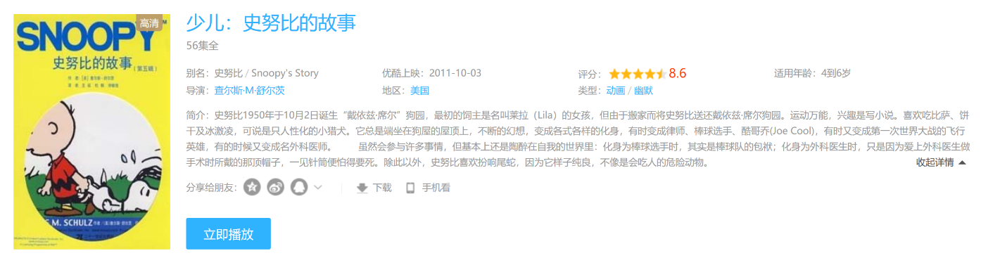 高清
SNOOPY
史努比的故事
(第五辑)
M. SCHULZ
少儿：史努比的故事
56集全
别名：史努比 / Snoopy's Story
优酷上映：2011-10-03
评分： 8.6
适用年龄：4到6岁
导演：查尔斯·M·舒尔茨
地区：美国
类型：动画 / 幽默
简介：史努比1950年于10月2日诞生“戴依兹·席尔”狗园，最初的饲主是名叫莱拉（Lila）的女孩，但由于搬家而将史努比送还戴依兹·席尔狗园。运动万能，兴趣是写小说。喜欢吃比萨、饼
干及冰激凌，可说是只人性化的小猎犬。它总是端坐在狗屋的屋顶上，不断的幻想，变成各式各样的化身，有时变成律师、棒球选手、酷哥乔(Joe Cool)，有时又变成第一次世界大战的飞行
英雄，有的时候又变成名外科医师。 虽然会参与许多事情，但基本上还是陶醉在自我的世界里：化身为棒球选手时，其实是棒球队的包袱；化身为外科医生时，只是因为爱上外科医生做
手术时所戴的那顶帽子，一见针筒便怕得要死。除此以外，史努比喜欢扮响尾蛇，因为它样子纯良，不像是会吃人的危险动物。
收起详情
分享给朋友：
下载
手机看
立即播放